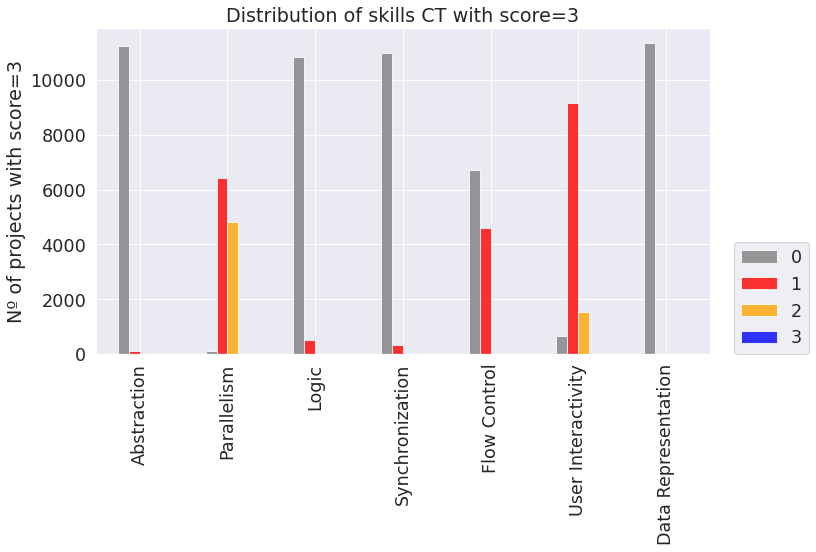 Distribution of skills CT with score=3
Nº of projects with score=3
10000
8000
6000
4000
2000
0
Abstraction
Parallelism
Logic
Synchronization
Flow Control
User Interactivity
Data Representation
0
1
2
3